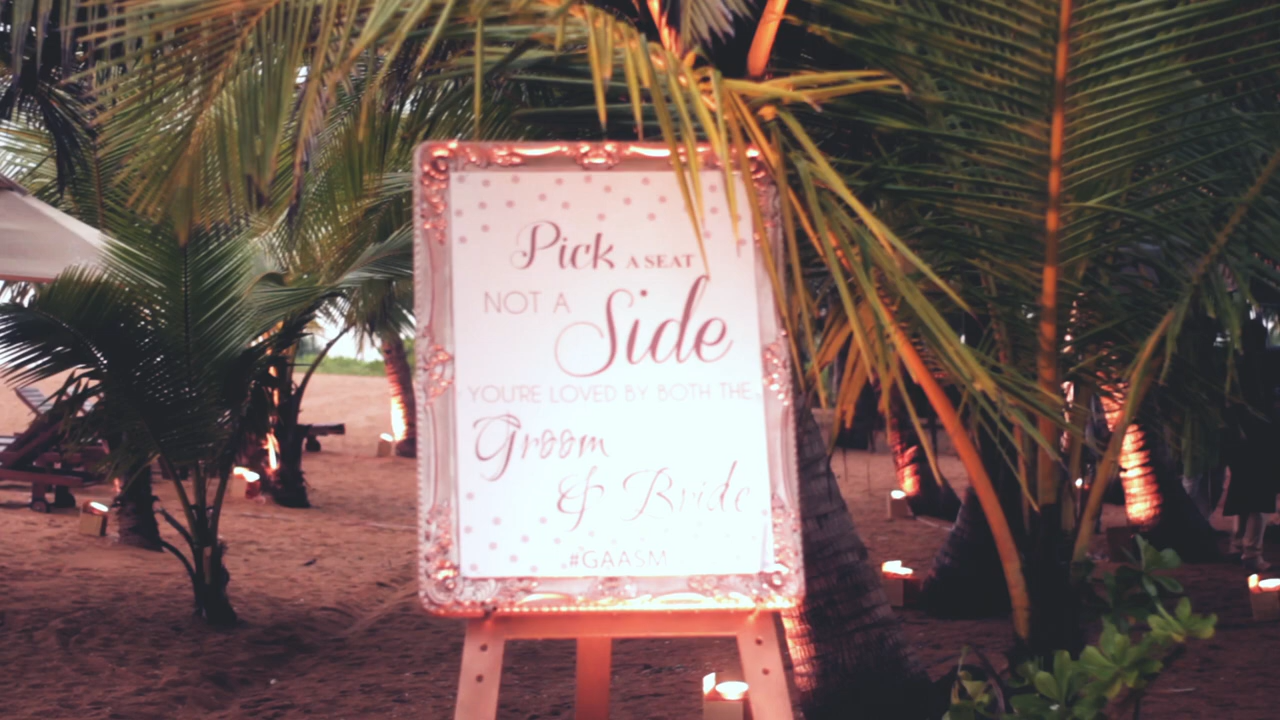 Pick A SEAT
NOT A Side
YOU'RE LOVED BY BOTH THE
Groom
& Bride
#GAASM